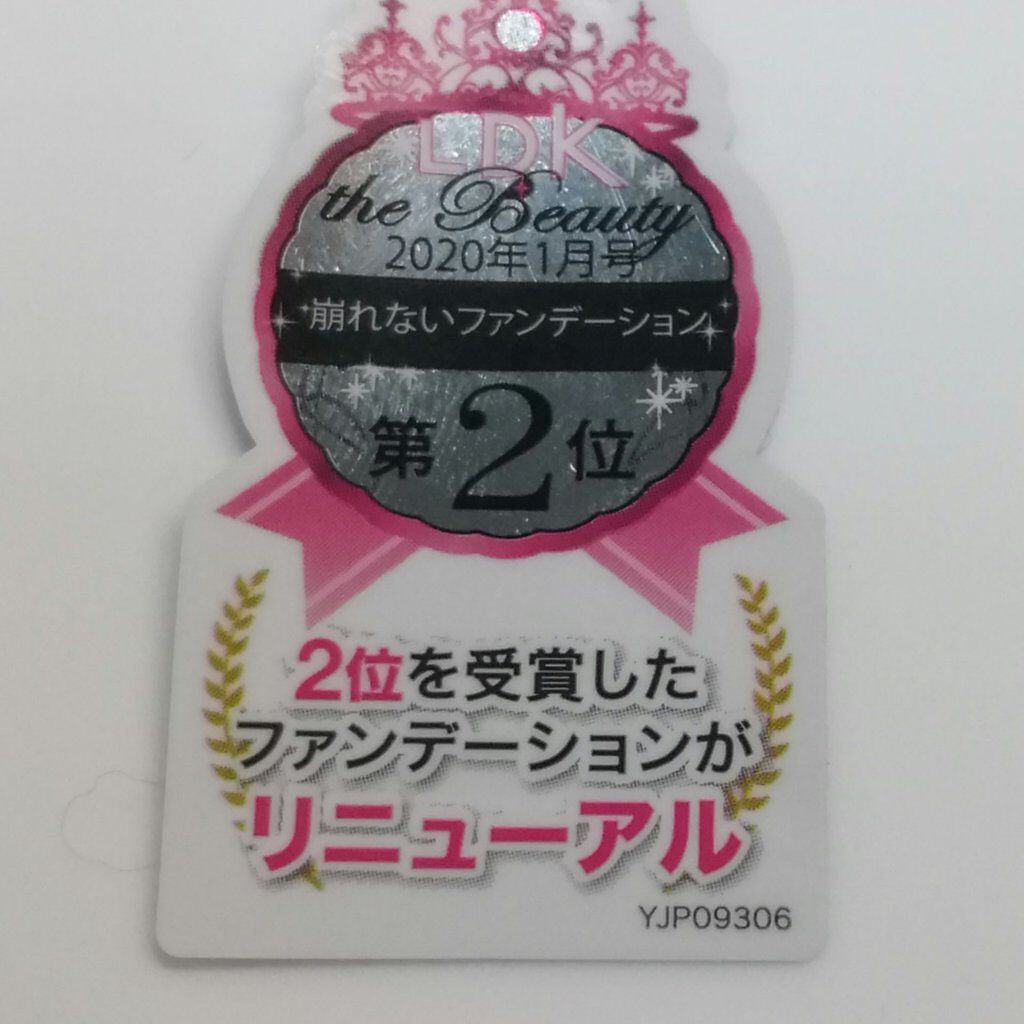 LDK
the Beauty
2020年1月号
崩れないファンデーション
第2位
2位を受賞した
ファンデーションが
リニューアル
YJP09306